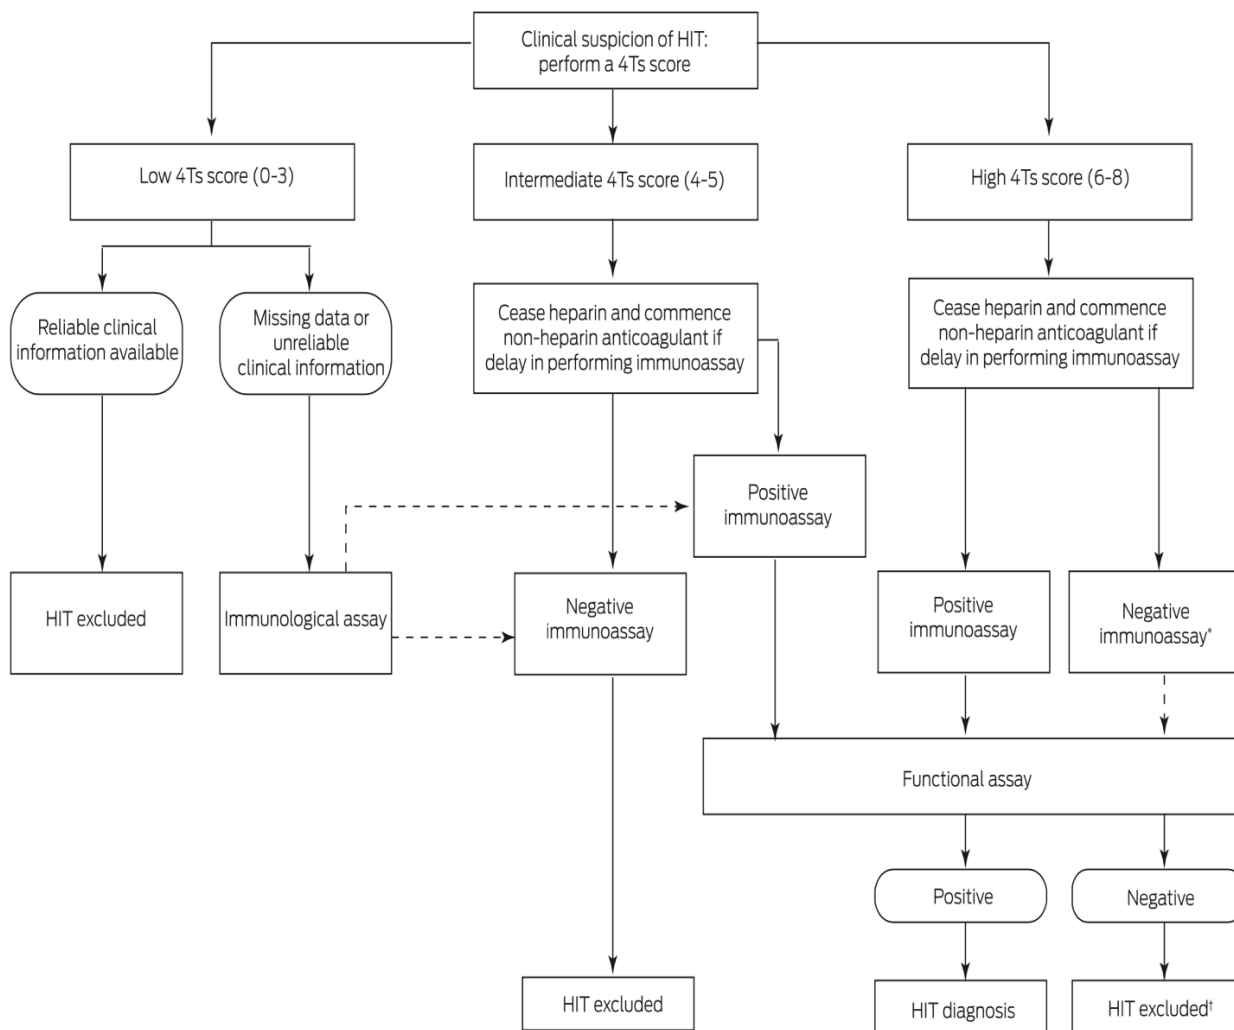 Clinical suspicion of HIT:
perform a 4Ts score
Low 4Ts score (0-3)
Intermediate 4Ts score (4-5)
High 4Ts score (6-8)
Reliable clinical
information available
Missing data or
unreliable
clinical information
Cease heparin and commence
non-heparin anticoagulant if
delay in performing immunoassay
Cease heparin and commence
non-heparin anticoagulant if
delay in performing immunoassay
Positive
immunoassay
HIT excluded
Immunological assay
Negative
immunoassay
Positive
immunoassay
Negative
immunoassay*
Functional assay
Positive
Negative
HIT excluded
HIT diagnosis
HIT excluded†